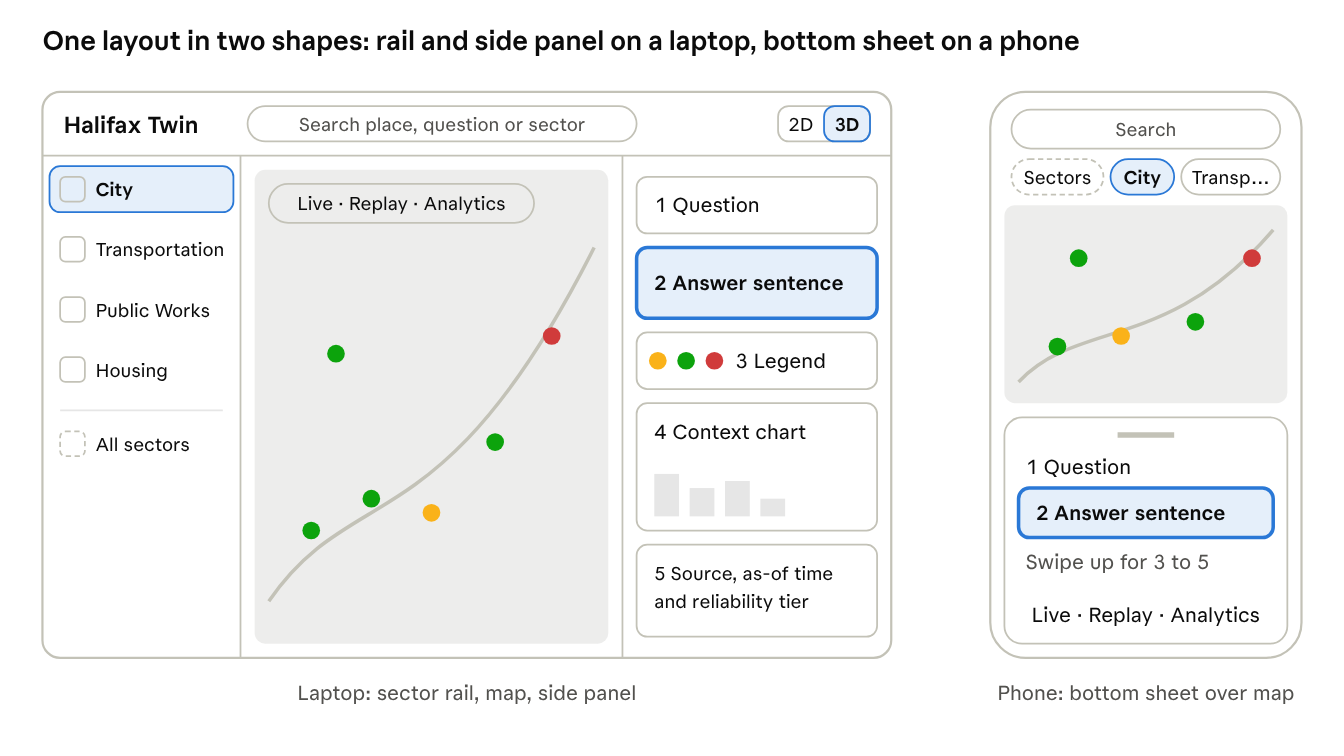 One layout in two shapes: rail and side panel on a laptop, bottom sheet on a phone
Halifax Twin
Search place, question or sector
2D
3D
City
Transportation
Public Works
Housing
All sectors
Live · Replay · Analytics
1 Question
2 Answer sentence
3 Legend
4 Context chart
5 Source, as-of time
and reliability tier
Laptop: sector rail, map, side panel
Search
Sectors
City
Transp...
1 Question
2 Answer sentence
Swipe up for 3 to 5
Live · Replay · Analytics
Phone: bottom sheet over map